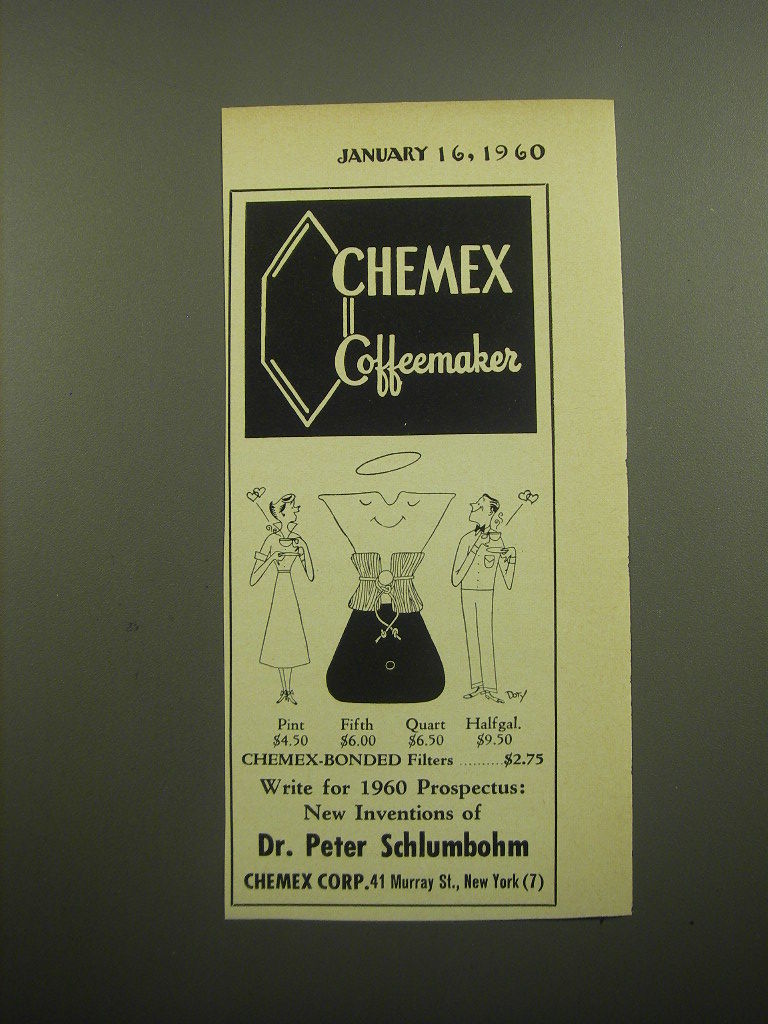 JANUARY 16, 1960
CHEMEX
Coffeemaker
DOTY
Pint Fifth Quart Halfgal.
$4.50 $6.00 $6.50 $9.50
CHEMEX-BONDED Filters ..........$2.75
Write for 1960 Prospectus:
New Inventions of
Dr. Peter Schlumbohm
CHEMEX CORP. 41 Murray St., New York (7)